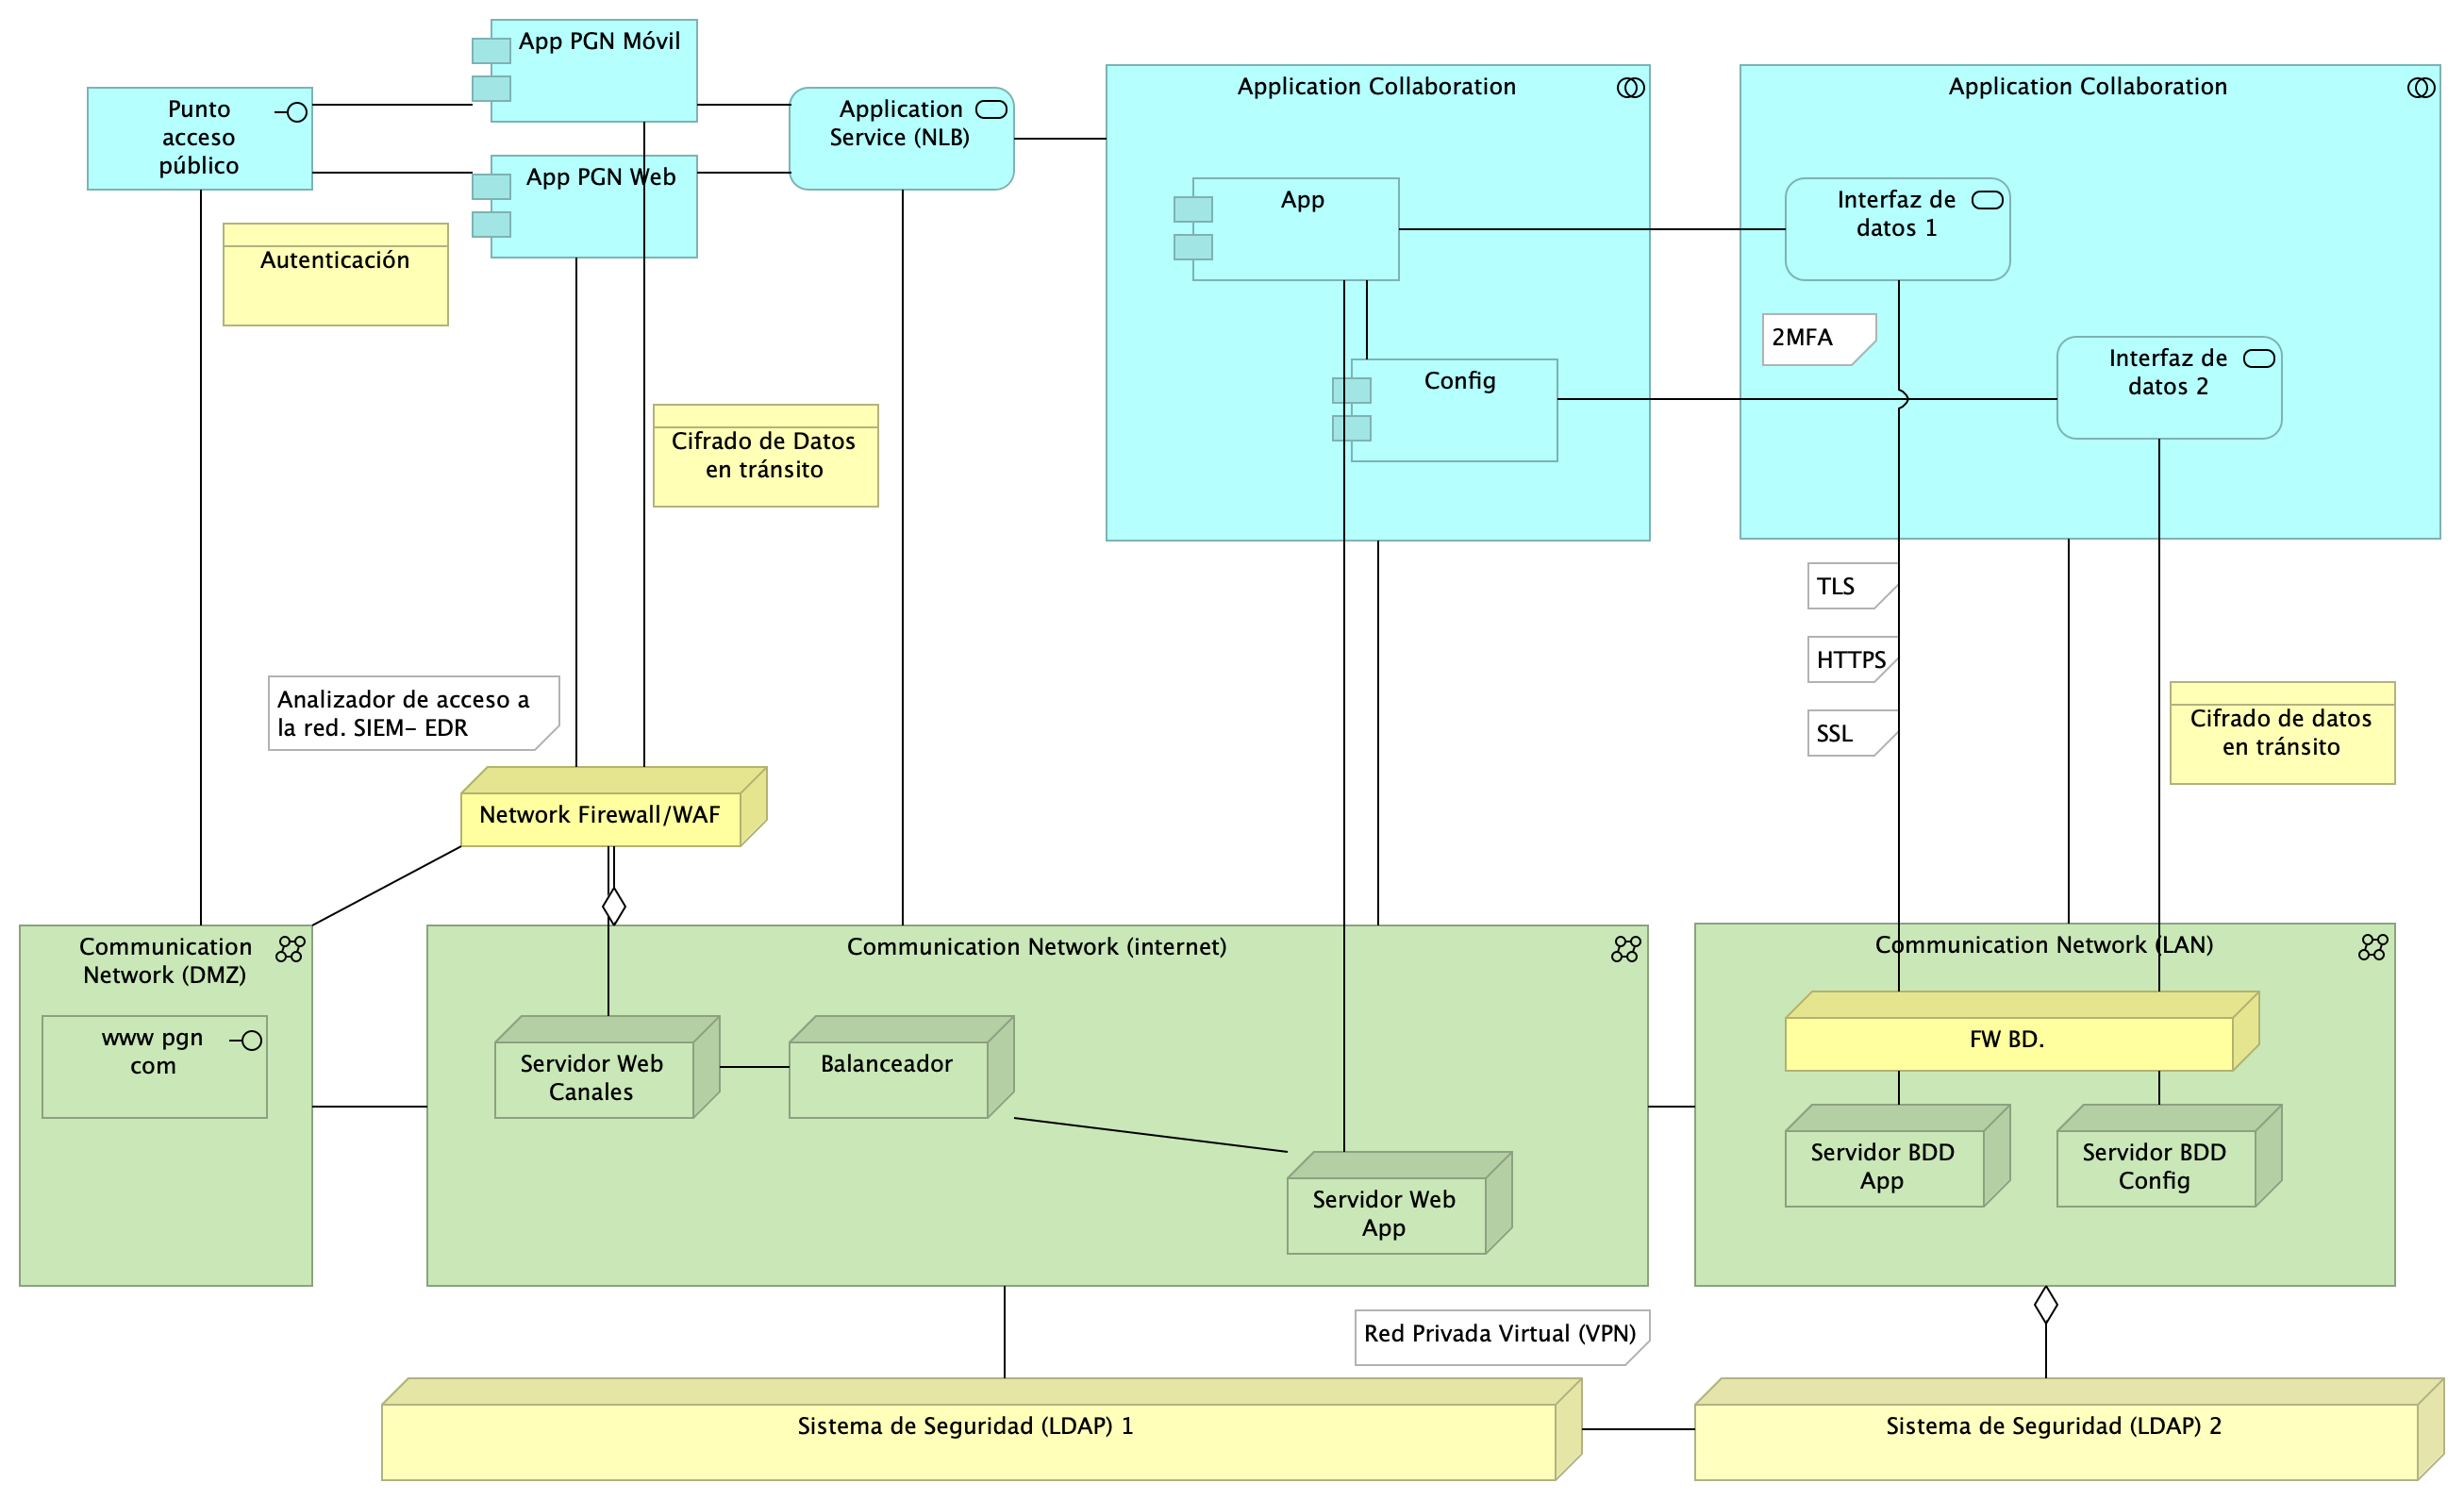 App PGN Móvil
Punto
acceso
público
App PGN Web
Application
Service (NLB)
Application Collaboration
Application Collaboration
App
Config
Interfaz de
datos 1
2MFA
Interfaz de
datos 2
Autenticación
Cifrado de Datos
en tránsito
TLS
HTTPS
SSL
Cifrado de datos
en tránsito
Analizador de acceso a
la red. SIEM- EDR
Network Firewall/WAF
Communication
Network (DMZ)
www pgn
com
Communication Network (internet)
Servidor Web
Canales
Balanceador
Servidor Web
App
Communication Network (LAN)
FW BD.
Servidor BDD
App
Servidor BDD
Config
Red Privada Virtual (VPN)
Sistema de Seguridad (LDAP) 1
Sistema de Seguridad (LDAP) 2